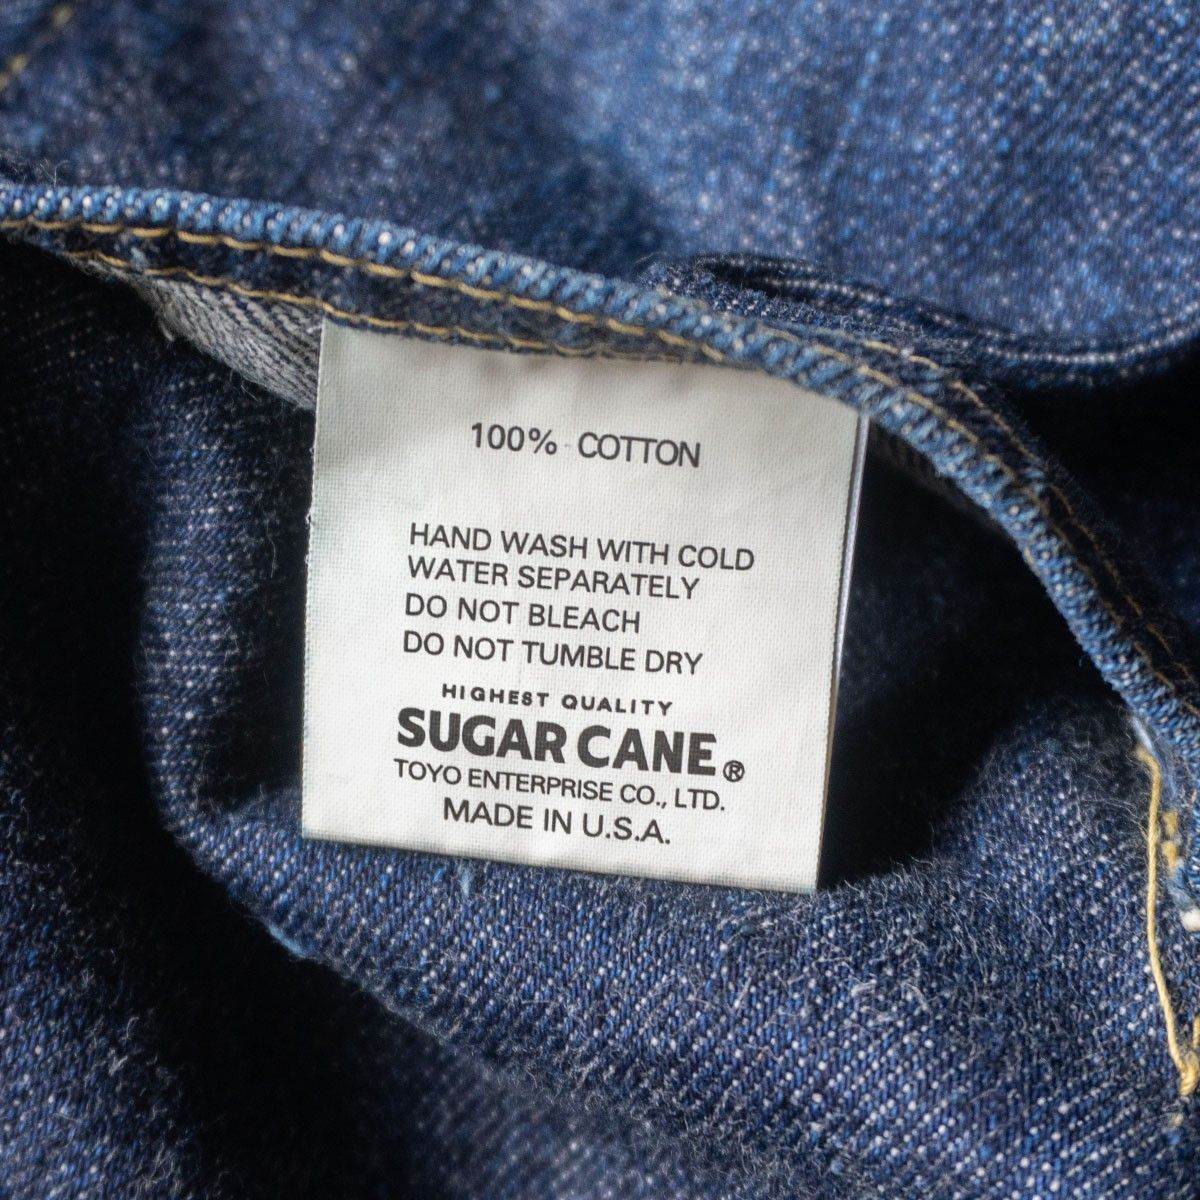 100% COTTON
HAND WASH WITH COLD
WATER SEPARATELY
DO NOT BLEACH
DO NOT TUMBLE DRY
HIGHEST QUALITY
SUGAR CANE®
TOYO ENTERPRISE CO., LTD.
MADE IN U.S.A.